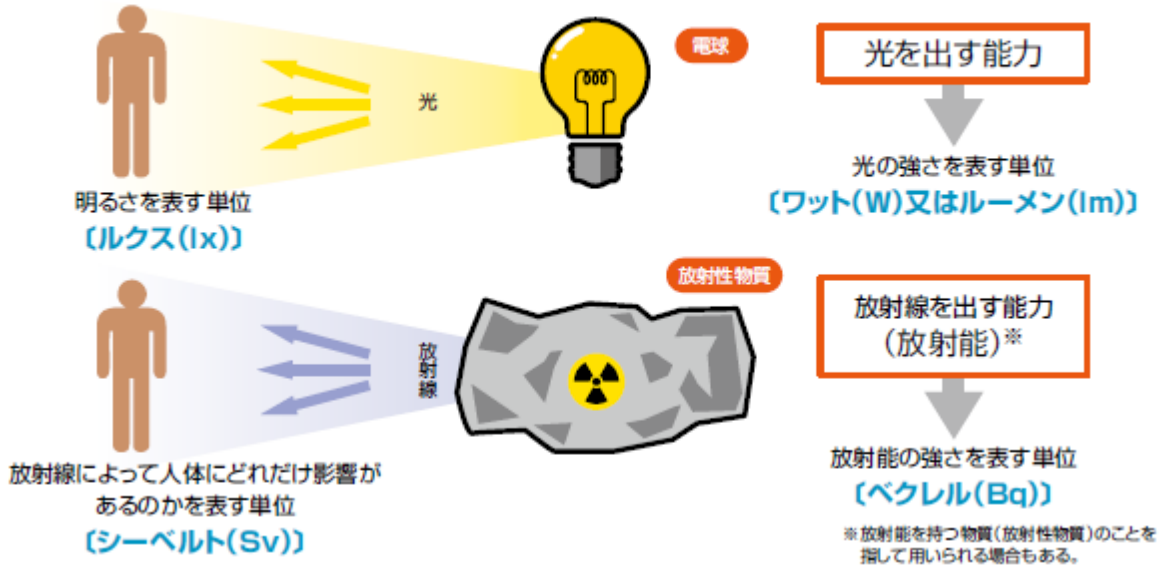 電球
光を出す能力
光
光の強さを表す単位
〔ワット(W)又はルーメン(lm)〕
明るさを表す単位
〔ルクス(lx)〕
放射性物質
放射線を出す能力
(放射能)※
放射線
放射能の強さを表す単位
〔ベクレル(Bq)〕
放射線によって人体にどれだけ影響が
あるのかを表す単位
〔シーベルト(Sv)〕
※放射能を持つ物質(放射性物質)のことを
指して用いられる場合もある。